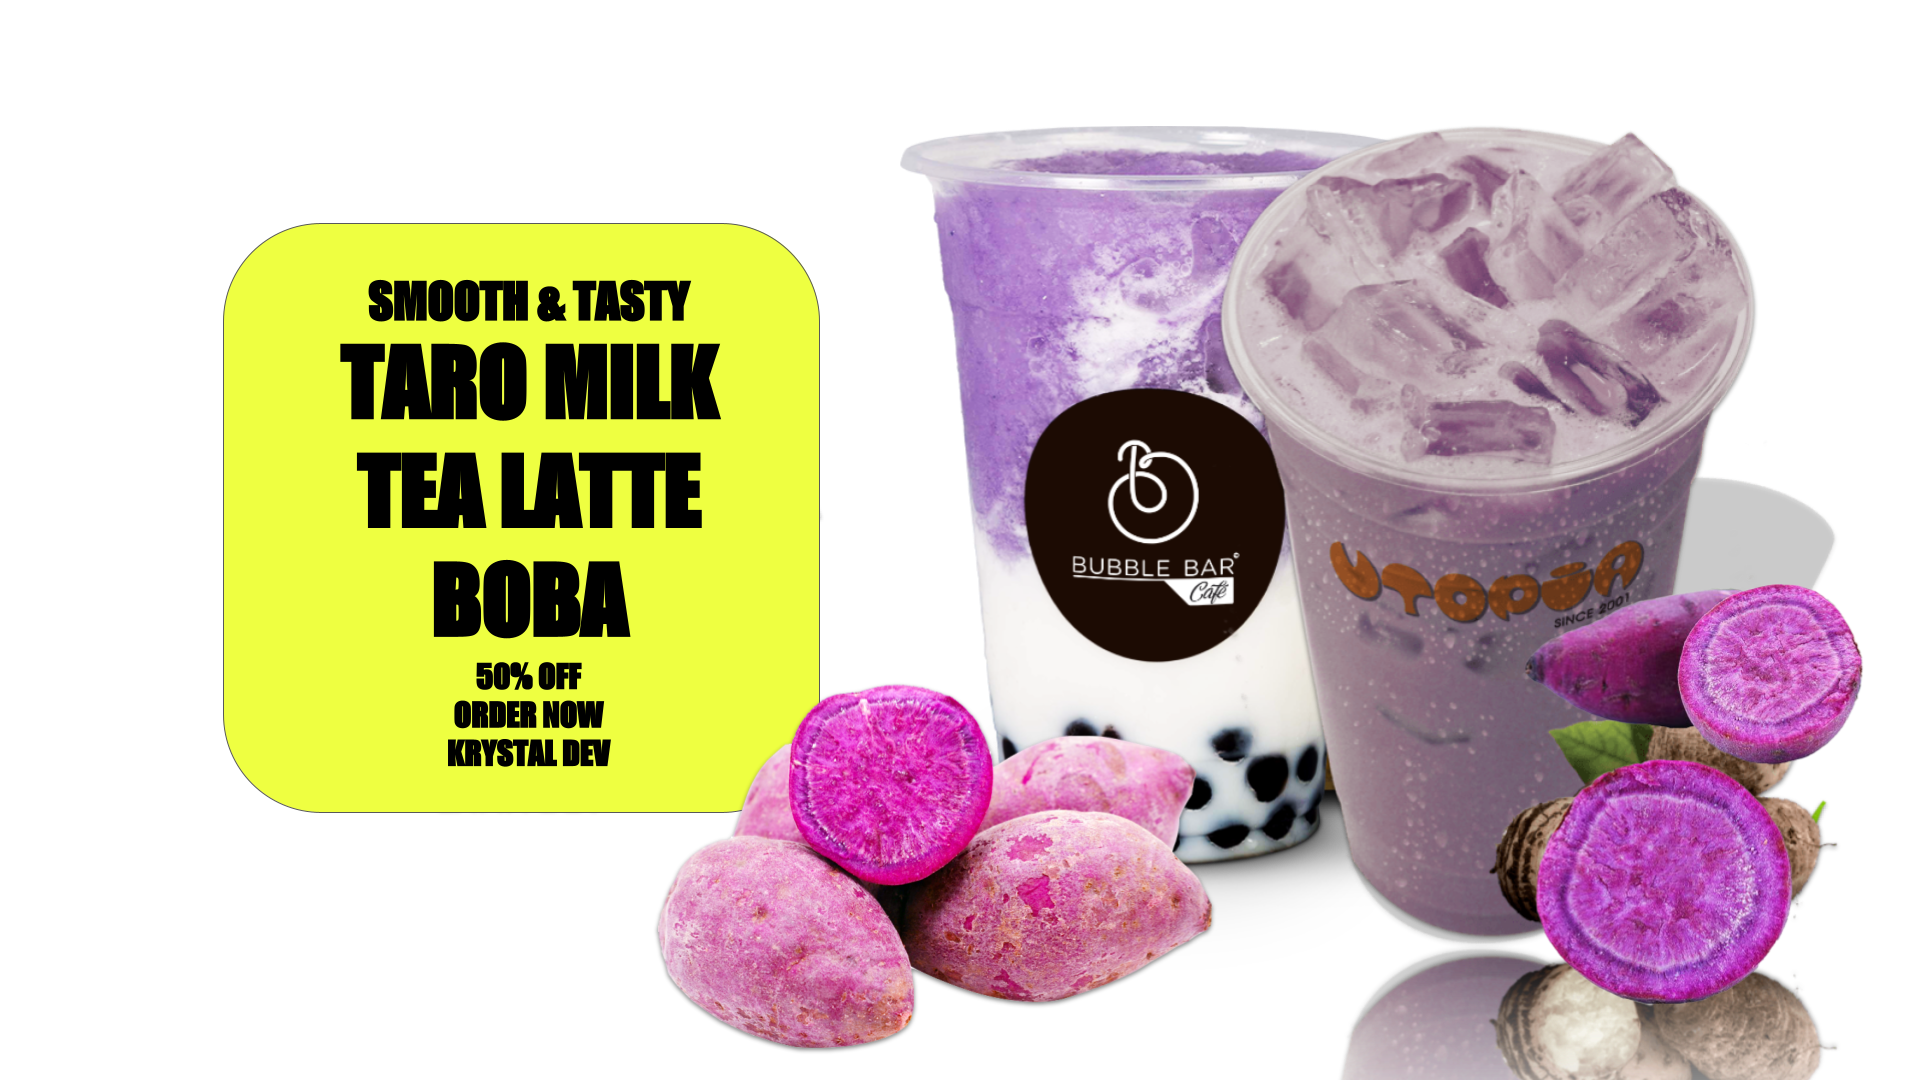 SMOOTH & TASTY
TARO MILK
TEA LATTE
BOBA
50% OFF
ORDER NOW
KRYSTAL DEV
BUBBLE BAR
Café
UTOPIA
SINCE 2001